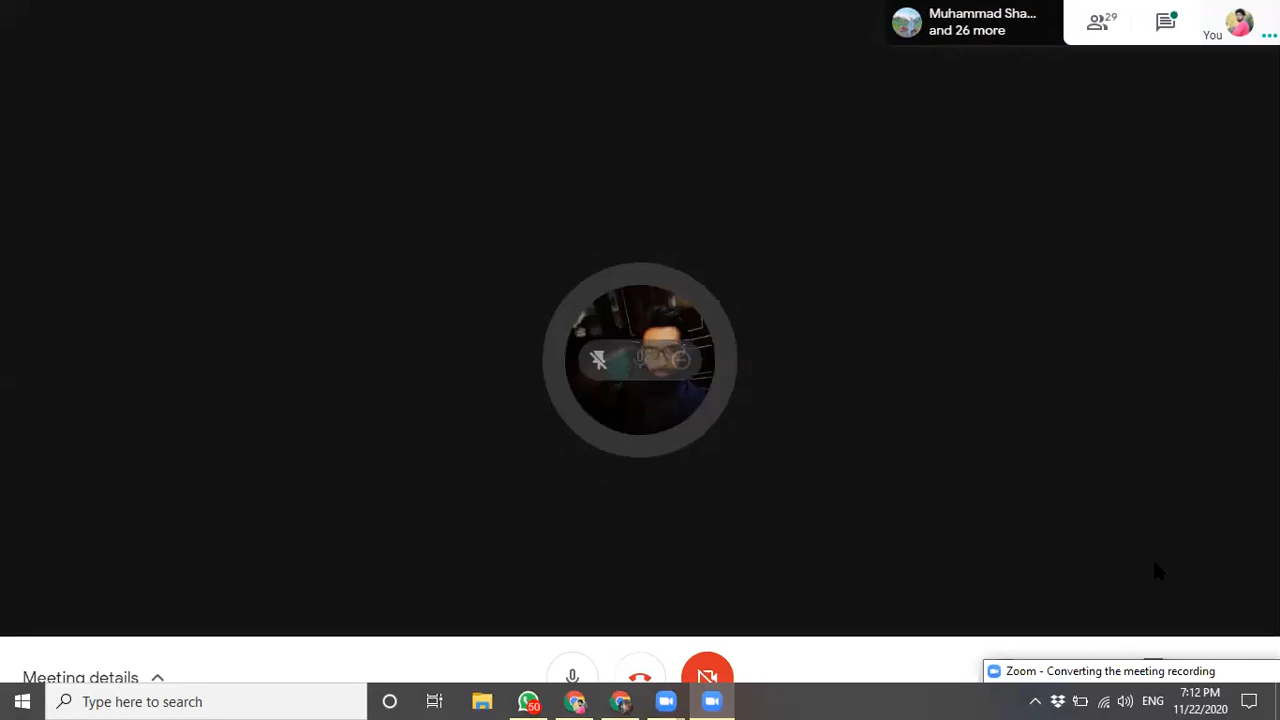 Muhammad Sha...
and 26 more
29
You
Meeting details
Zoom - Converting the meeting recording
Type here to search
50
ENG
7:12 PM
11/22/2020